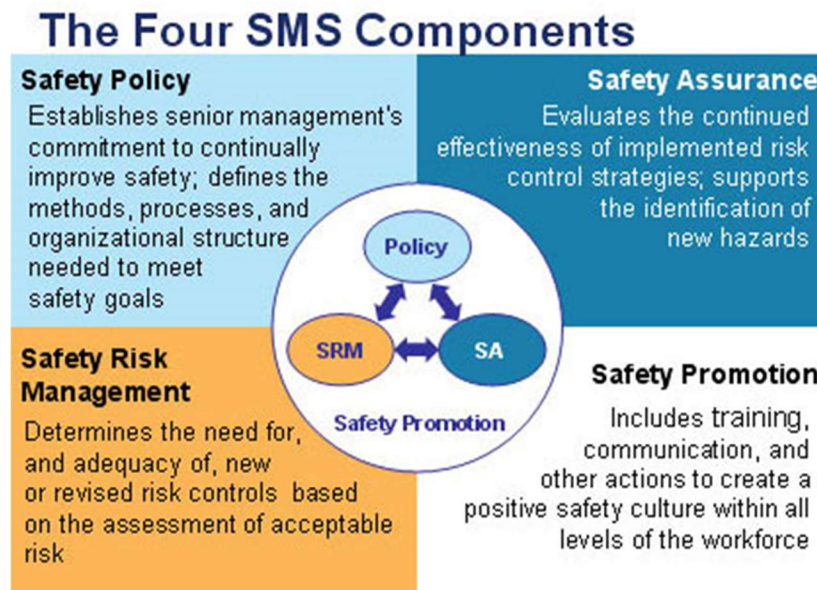 The Four SMS Components
Safety Policy
Establishes senior management's
commitment to continually
improve safety; defines the
methods, processes, and
organizational structure
needed to meet
safety goals
Safety Assurance
Evaluates the continued
effectiveness of implemented risk
control strategies; supports
the identification of
new hazards
Policy
SRM
SA
Safety Promotion
Safety Risk
Management
Determines the need for,
and adequacy of, new
or revised risk controls based
on the assessment of acceptable
risk
Safety Promotion
Includes training,
communication, and
other actions to create a
positive safety culture within all
levels of the workforce